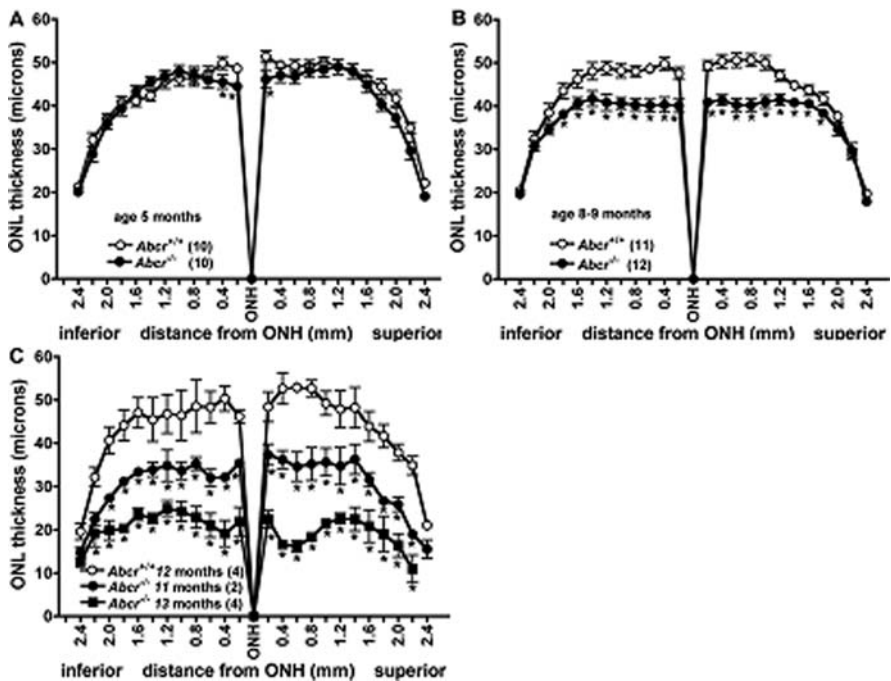 A
60
50
40
30
20
10
0
ONL thickness (microns)
age 5 months
Abcr+/+ (10)
Abcr-/- (10)
2.4 2.0 1.6 1.2 0.8 0.4 ONH 0.4 0.8 1.2 1.6 2.0 2.4
inferior distance from ONH (mm) superior
B
60
50
40
30
20
10
0
ONL thickness (microns)
age 8-9 months
Abcr+/+ (11)
Abcr-/- (12)
2.4 2.0 1.6 1.2 0.8 0.4 ONH 0.4 0.8 1.2 1.6 2.0 2.4
inferior distance from ONH (mm) superior
C
60
50
40
30
20
10
0
ONL thickness (microns)
Abcr+/+ 12 months (4)
Abcr-/- 11 months (2)
Abcr-/- 13 months (4)
2.4 2.0 1.6 1.2 0.8 0.4 ONH 0.4 0.8 1.2 1.6 2.0 2.4
inferior distance from ONH (mm) superior